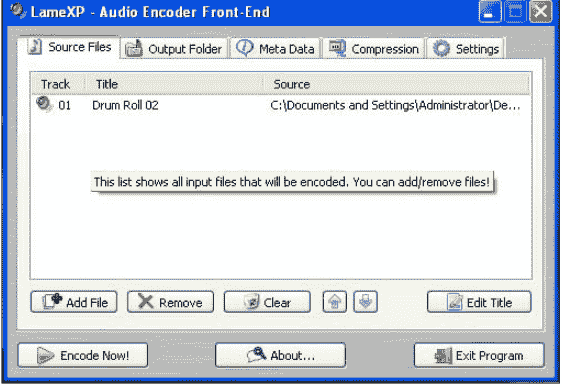 LameXP - Audio Encoder Front-End
Source Files Output Folder Meta Data Compression Settings
Track Title Source
01 Drum Roll 02 C:\Documents and Settings\Administrator\De...
This list shows all input files that will be encoded. You can add/remove files!
Add File Remove Clear Edit Title
Encode Now! About... Exit Program